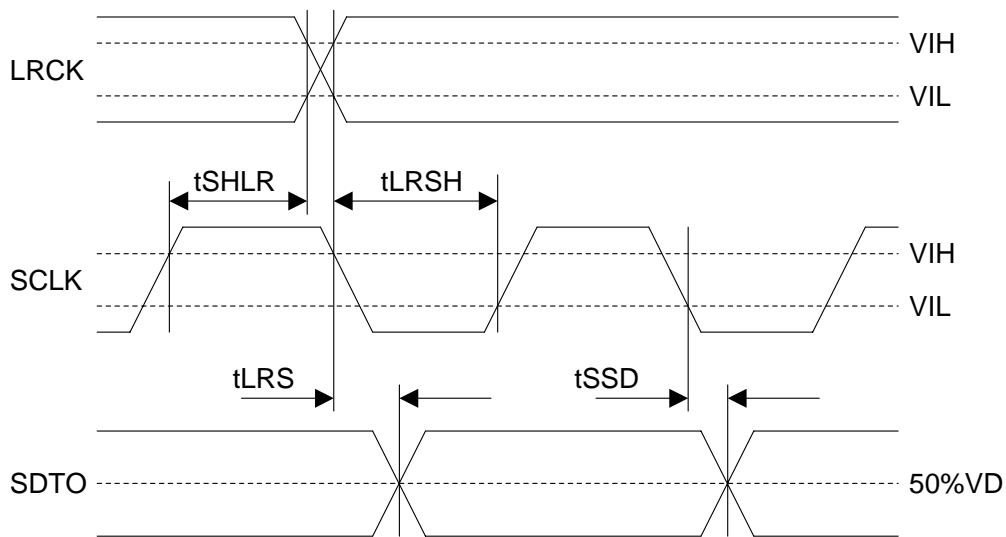 LRCK
VIH
VIL
tSHLR
tLRSH
SCLK
VIH
VIL
tLRS
tSSD
SDTO
50%VD